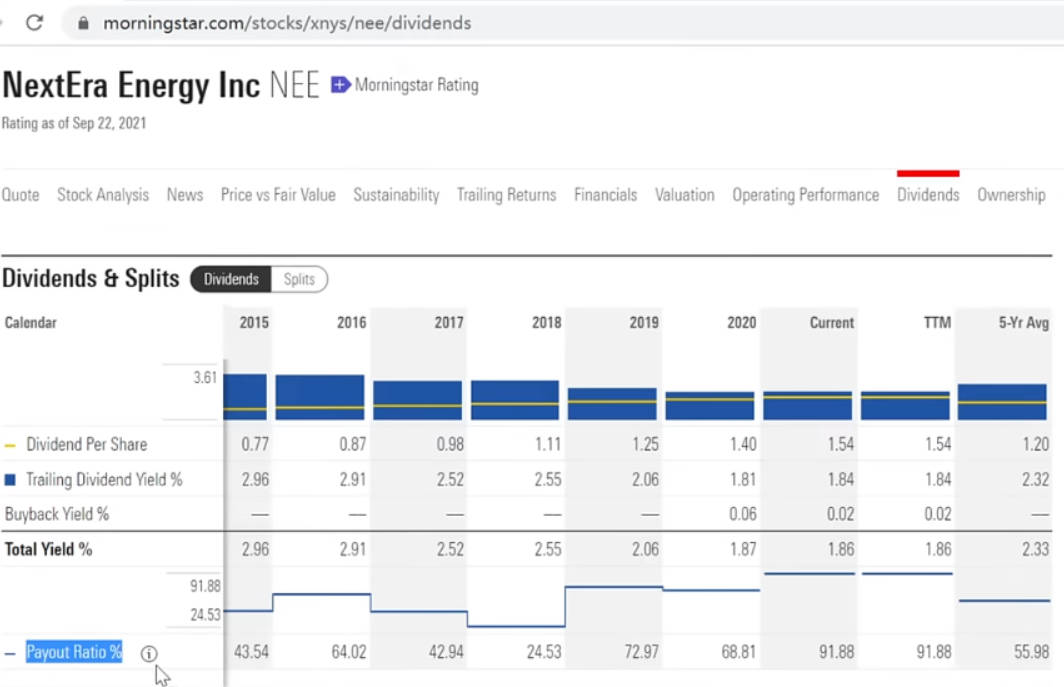 morningstar.com/stocks/xnys/nee/dividends
NextEra Energy Inc NEE + Morningstar Rating
Rating as of Sep 22, 2021
Quote Stock Analysis News Price vs Fair Value Sustainability Trailing Returns Financials Valuation Operating Performance Dividends Ownership
Dividends & Splits Dividends Splits
Calendar 2015 2016 2017 2018 2019 2020 Current TTM 5-Yr Avg
3.61
Dividend Per Share 0.77 0.87 0.98 1.11 1.25 1.40 1.54 1.54 1.20
Trailing Dividend Yield % 2.96 2.91 2.52 2.55 2.06 1.81 1.84 1.84 2.32
Buyback Yield % — — — — — 0.06 0.02 0.02 —
Total Yield % 2.96 2.91 2.52 2.55 2.06 1.87 1.86 1.86 2.33
91.88
24.53
Payout Ratio % i 43.54 64.02 42.94 24.53 72.97 68.81 91.88 91.88 55.98